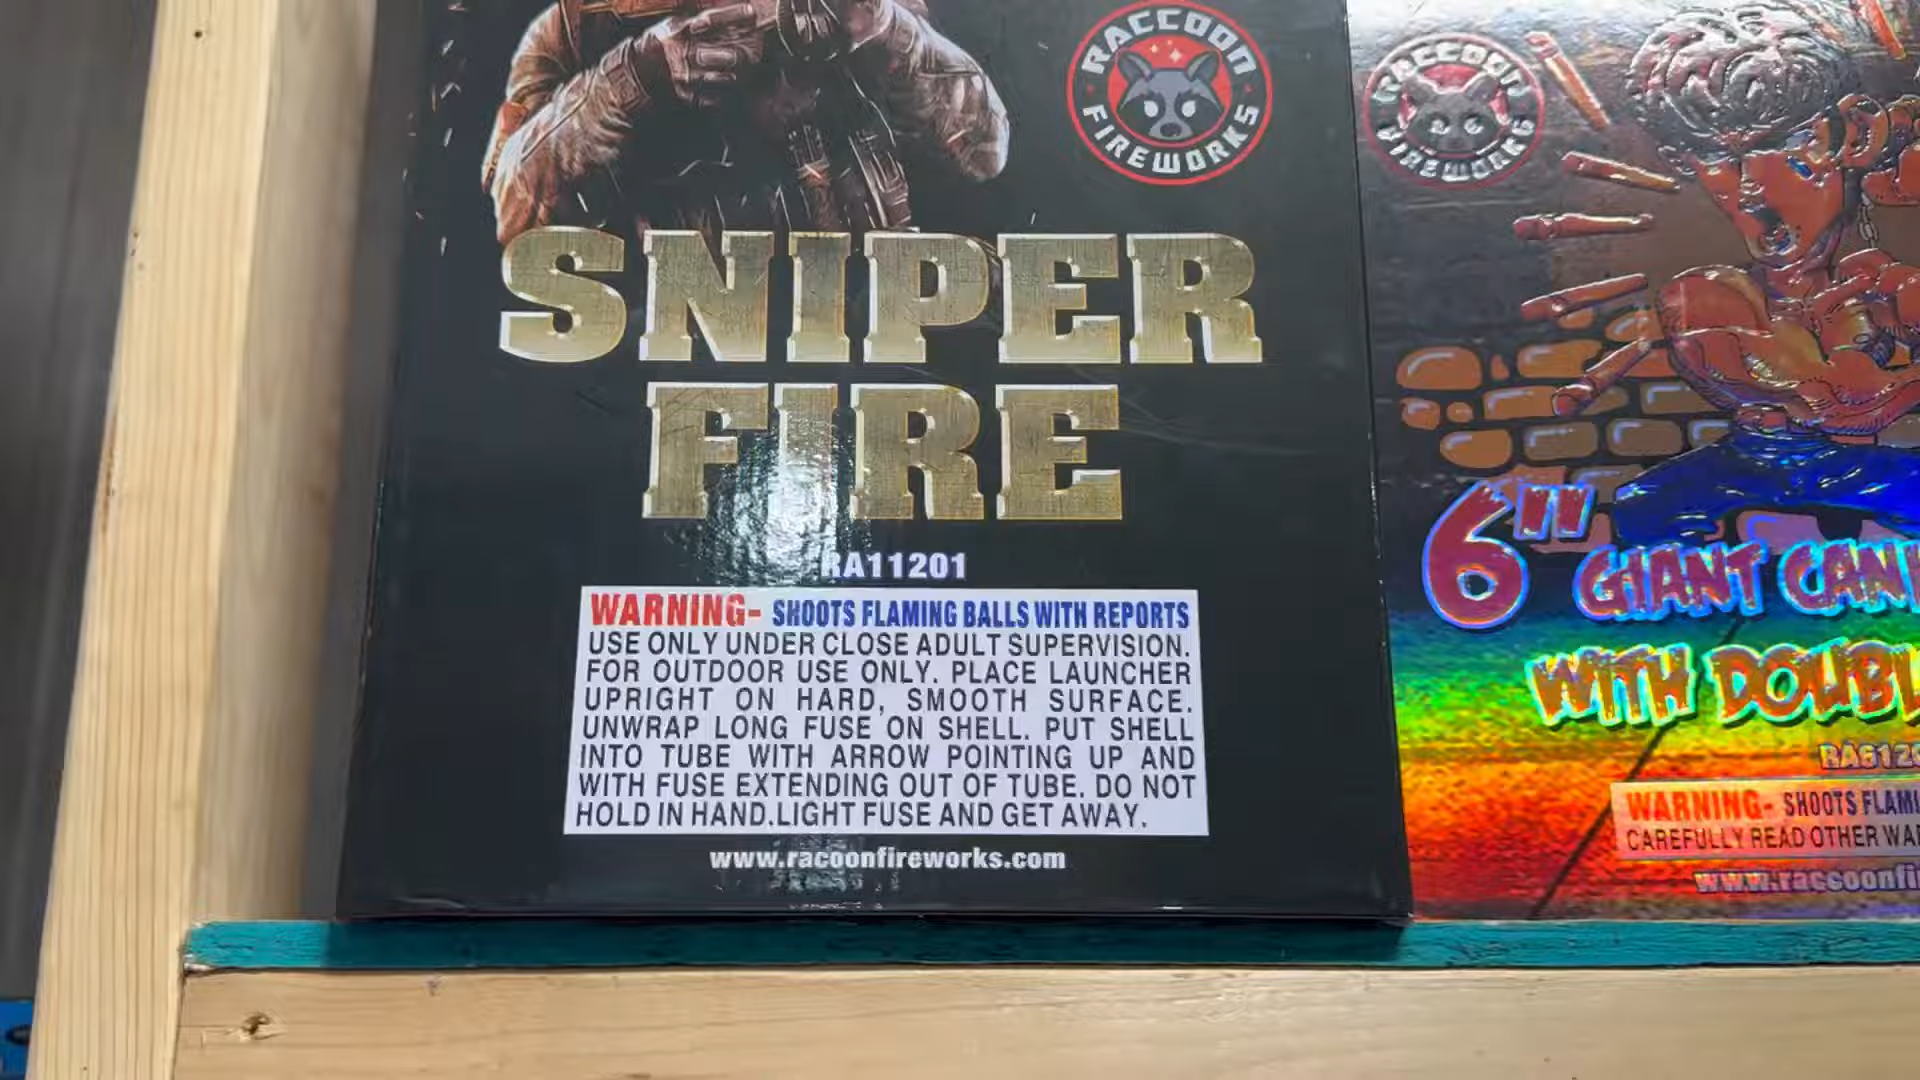 RACCOON
FIREWORKS
SNIPER
FIRE
RA11201
WARNING- SHOOTS FLAMING BALLS WITH REPORTS
USE ONLY UNDER CLOSE ADULT SUPERVISION.
FOR OUTDOOR USE ONLY. PLACE LAUNCHER
UPRIGHT ON HARD, SMOOTH SURFACE.
UNWRAP LONG FUSE ON SHELL. PUT SHELL
INTO TUBE WITH ARROW POINTING UP AND
WITH FUSE EXTENDING OUT OF TUBE. DO NOT
HOLD IN HAND.LIGHT FUSE AND GET AWAY.
www.racoonfireworks.com
RACCOON
FIREWORKS
6" GIANT
WITH
WARNING- SHOOTS
CAREFULLY READ OTHER